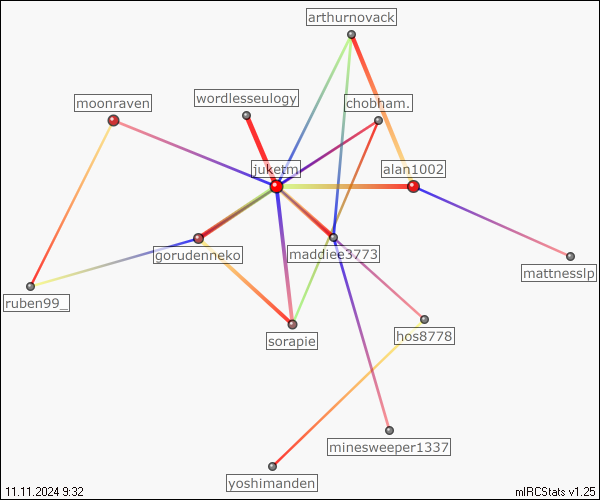 arthurnovack
moonraven
wordlesseulogy
chobham.
juketm
alan1002
gorudenneko
maddiee3773
mattnesslp
ruben99_
sorapie
hos8778
minesweeper1337
yoshimanden
11.11.2024 9:32
mIRCStats v1.25